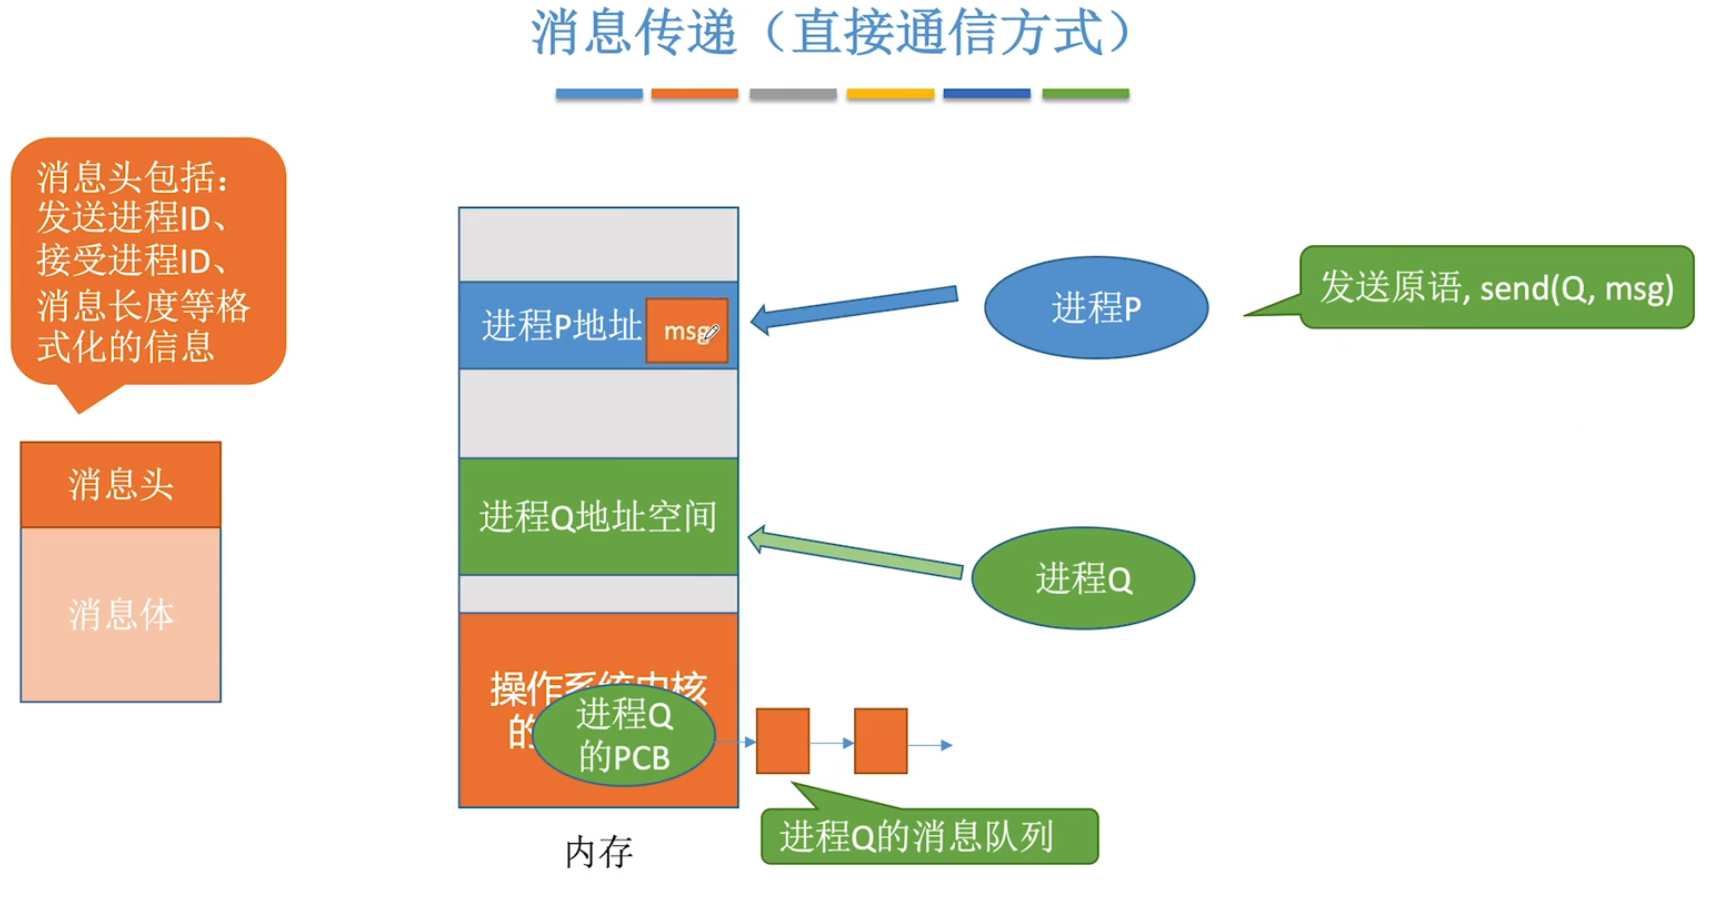 消息传递（直接通信方式）
消息头包括：
发送进程ID、
接受进程ID、
消息长度等格
式化的信息
消息头
消息体
进程P地址
msg
进程Q地址空间
操作系统内核
的
进程Q
的PCB
内存
进程P
发送原语, send(Q, msg)
进程Q
进程Q的消息队列